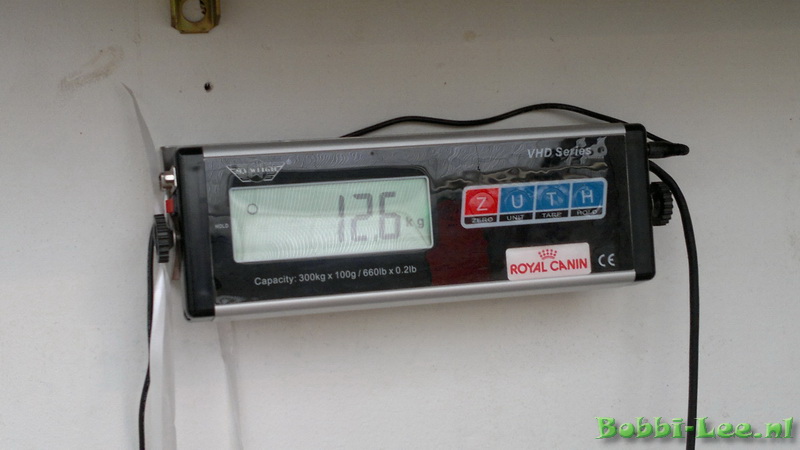 VHD Series
HOLD
12.6 kg
Z U T H
ZERO UNIT TARE HOLD
ROYAL CANIN CE
Capacity: 300kg x 100g / 660lb x 0.2lb
Bobbi-Lee.nl